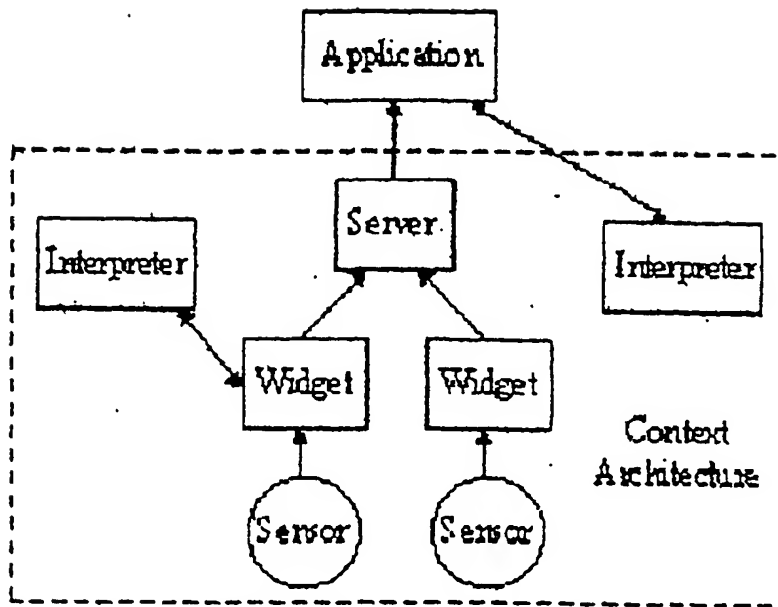 Application
Server
Interpreter
Interpreter
Widget
Widget
Context
Architecture
Sensor
Sensor